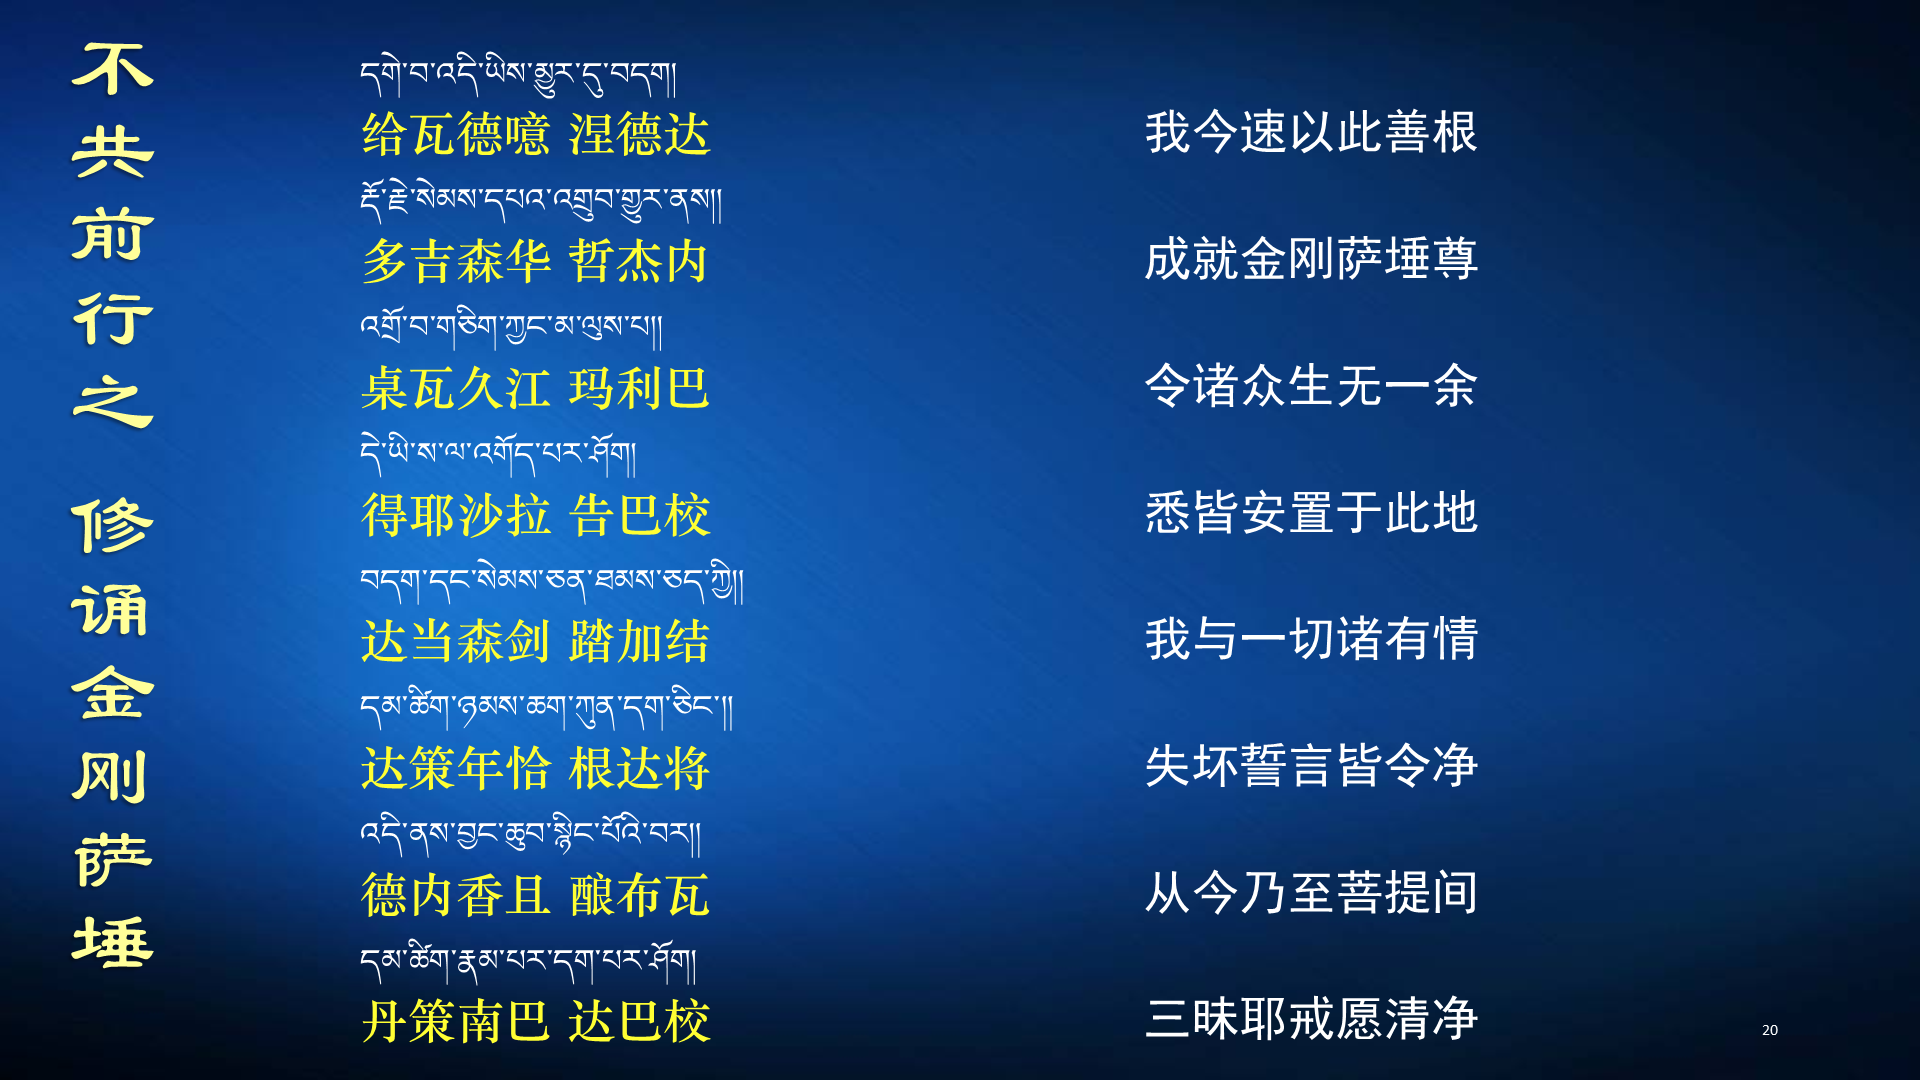 不共前行之 修诵金刚萨埵
དགེ་བ་འདི་ཡིས་མྱུར་དུ་བདག།
给瓦德噫 涅德达
我今速以此善根
རྡོ་རྗེ་སེམས་དཔའ་འགྲུབ་གྱུར་ནས།།
多吉森华 哲杰内
成就金刚萨埵尊
འགྲོ་བ་གཅིག་ཀྱང་མ་ལུས་པ།།
桌瓦久江 玛利巴
令诸众生无一余
དེ་ཡི་ས་ལ་འགོད་པར་ཤོག།
得耶沙拉 告巴校
悉皆安置于此地
བདག་དང་སེམས་ཅན་ཐམས་ཅད་ཀྱི།།
达当森剑 踏加结
我与一切诸有情
དམ་ཚིག་ཉམས་ཆག་ཀུན་དག་ཅིང་།།
达策年恰 根达将
失坏誓言皆令净
འདི་ནས་བྱང་ཆུབ་སྙིང་པོའི་བར།།
德内香且 酿布瓦
从今乃至菩提间
དམ་ཚིག་རྣམ་པར་དག་པར་ཤོག།
丹策南巴 达巴校
三昧耶戒愿清净
20